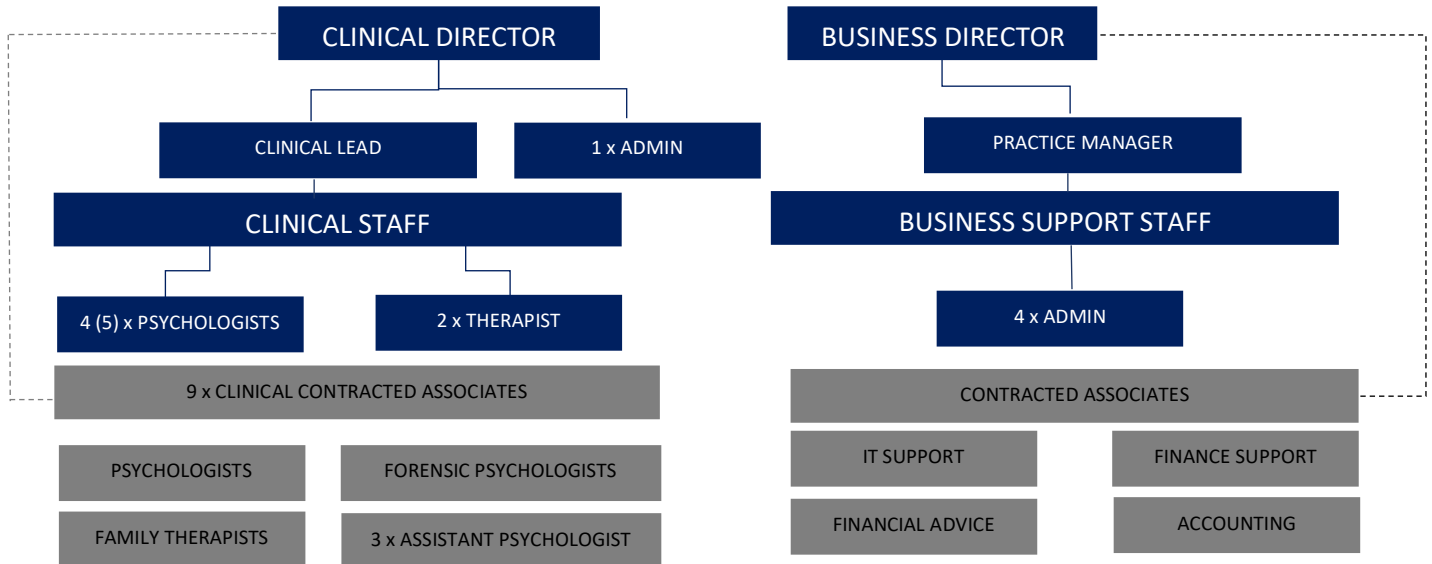 CLINICAL DIRECTOR
BUSINESS DIRECTOR
CLINICAL LEAD
1 x ADMIN
PRACTICE MANAGER
CLINICAL STAFF
BUSINESS SUPPORT STAFF
4 (5) x PSYCHOLOGISTS
2 x THERAPIST
4 x ADMIN
9 x CLINICAL CONTRACTED ASSOCIATES
CONTRACTED ASSOCIATES
PSYCHOLOGISTS
FORENSIC PSYCHOLOGISTS
IT SUPPORT
FINANCE SUPPORT
FAMILY THERAPISTS
3 x ASSISTANT PSYCHOLOGIST
FINANCIAL ADVICE
ACCOUNTING